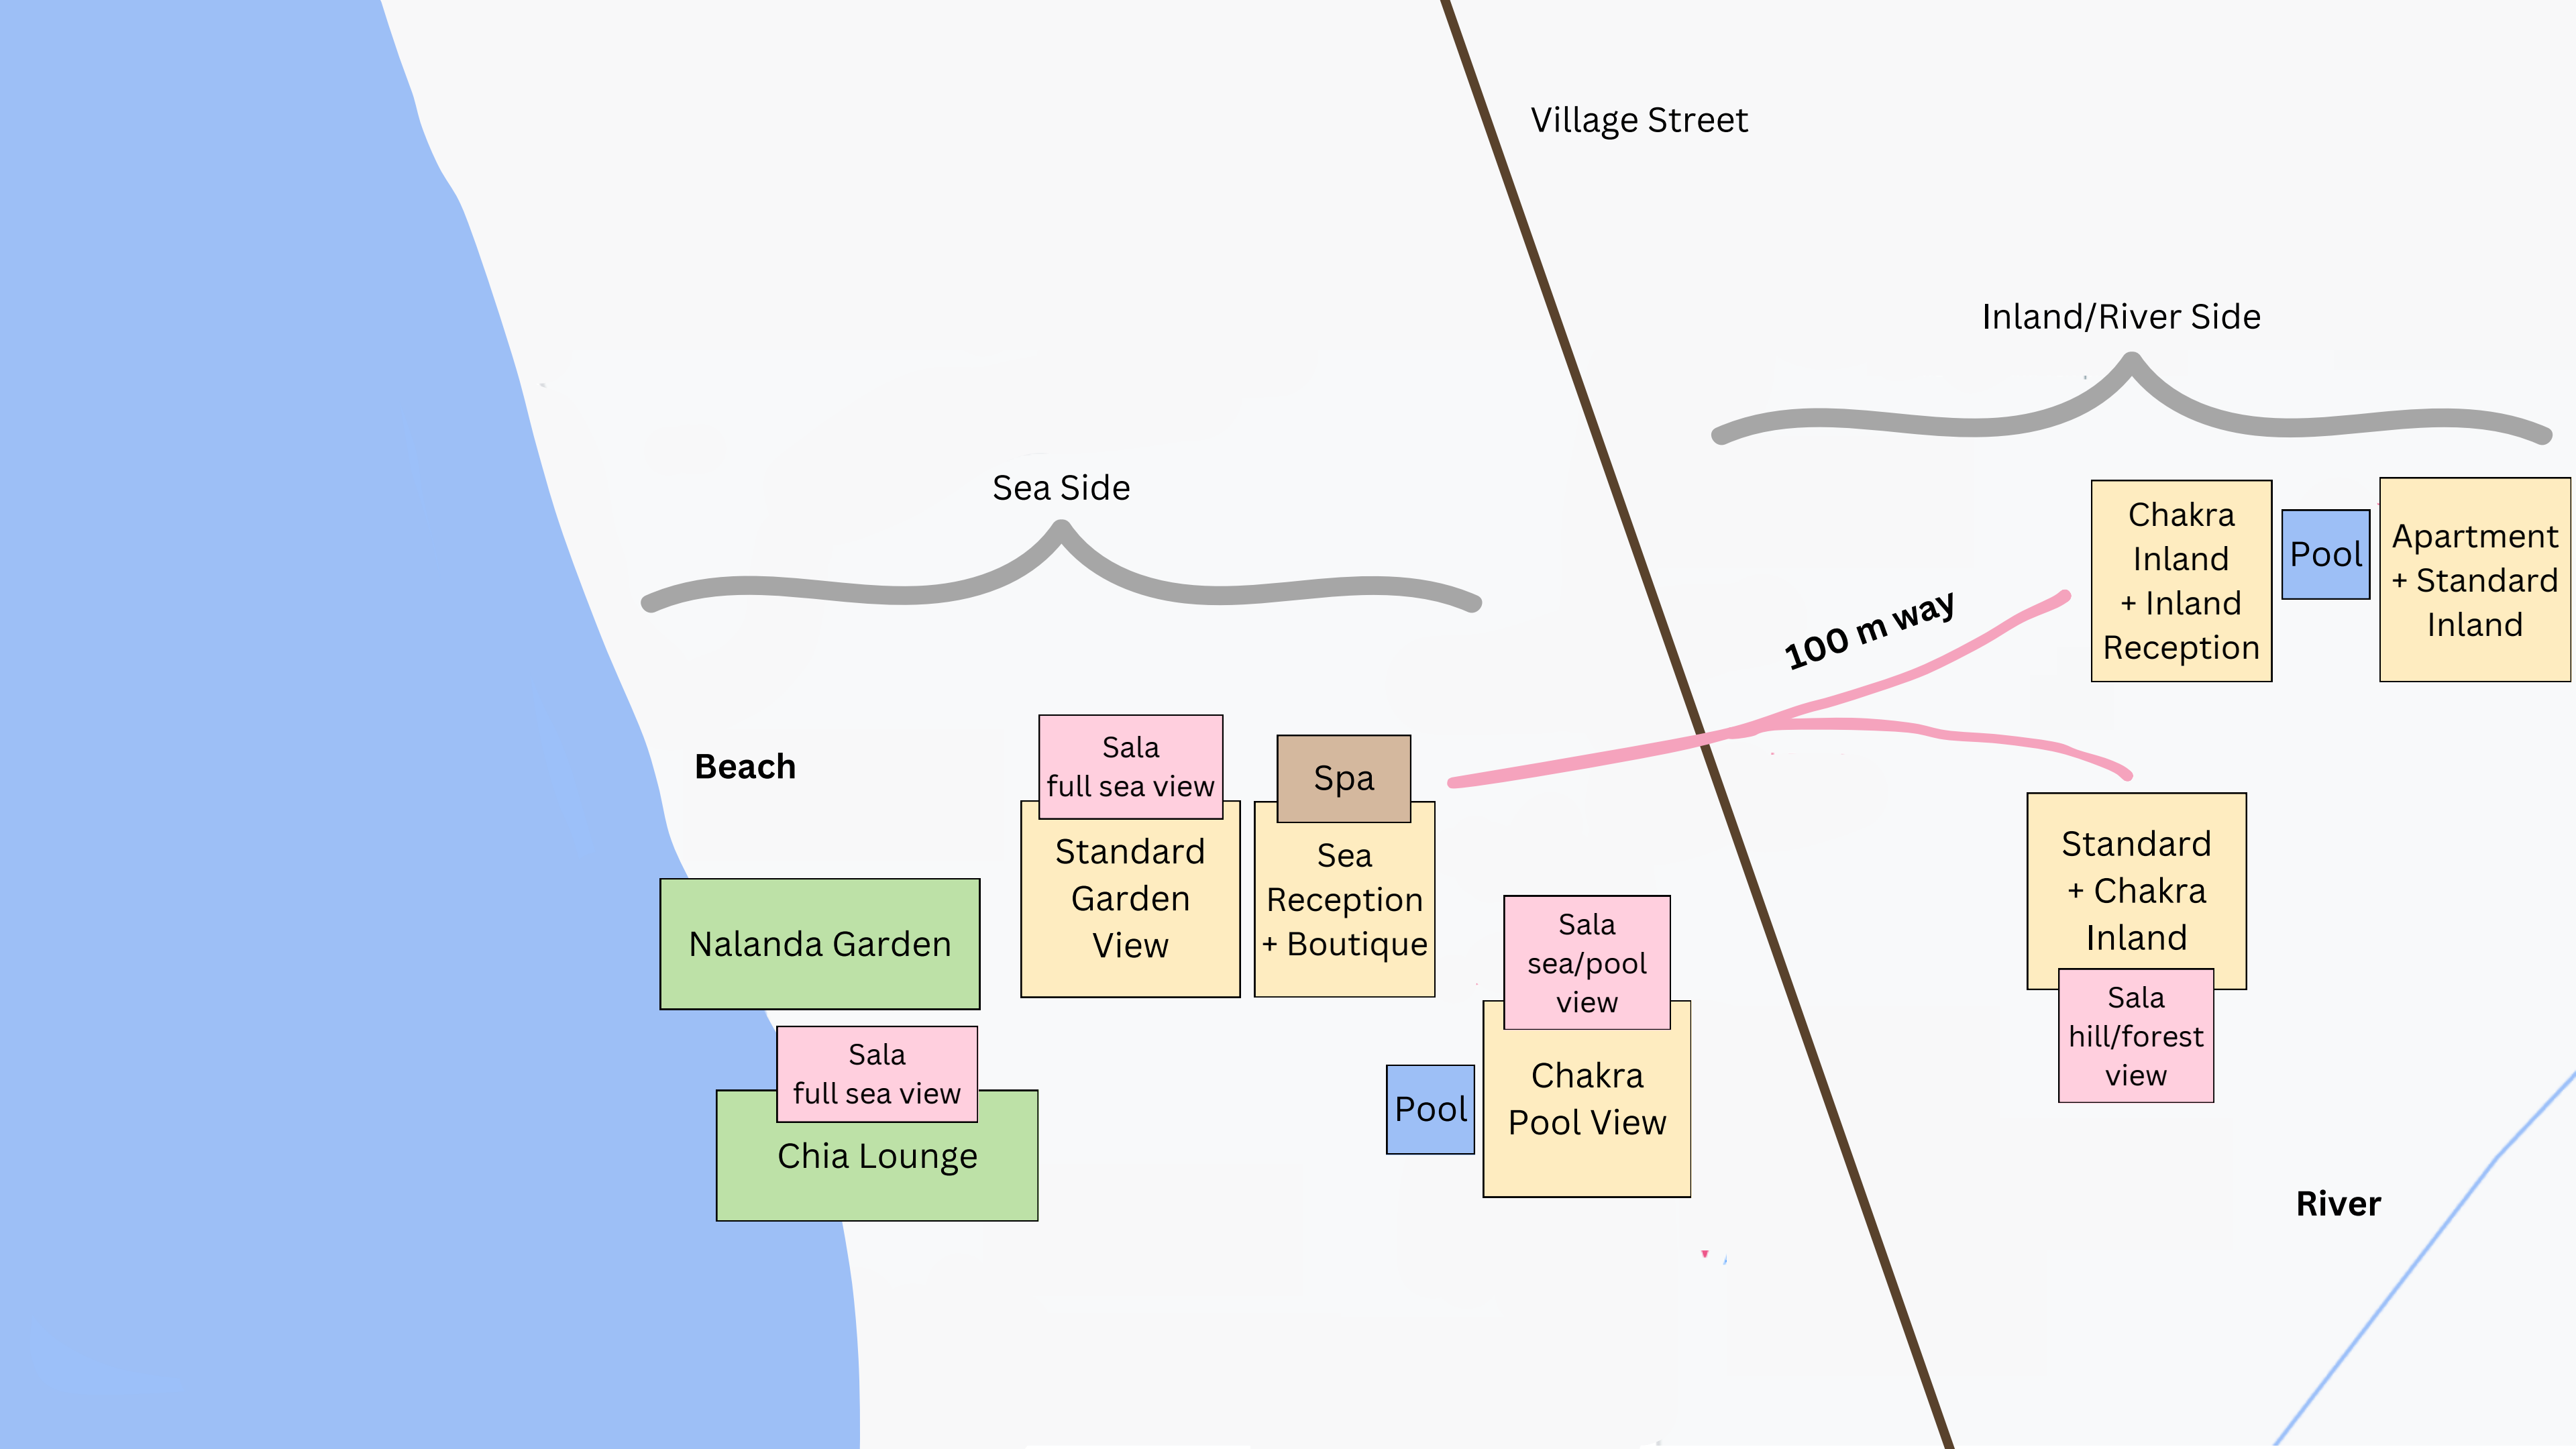 Village Street
Inland/River Side
Sea Side
Chakra
Inland
+ Inland
Reception
Pool
Apartment
+ Standard
Inland
100 m way
Beach
Sala
full sea view
Standard
Garden
View
Spa
Sea
Reception
+ Boutique
Nalanda Garden
Sala
full sea view
Chia Lounge
Sala
sea/pool
view
Chakra
Pool View
Pool
Standard
+ Chakra
Inland
Sala
hill/forest
view
River